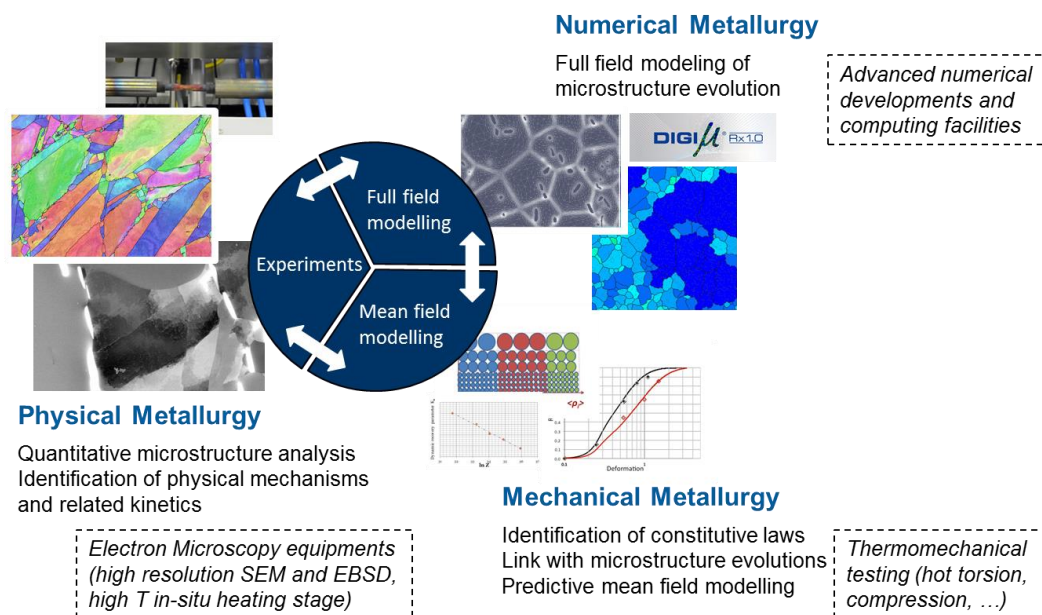 Numerical Metallurgy
Full field modeling of
microstructure evolution
Advanced numerical
developments and
computing facilities
DIGIμ® Rx1.0
Full field
modelling
Experiments
Mean field
modelling
<ρᵢ>
ln Z
Deformation
Physical Metallurgy
Quantitative microstructure analysis
Identification of physical mechanisms
and related kinetics
Electron Microscopy equipments
(high resolution SEM and EBSD,
high T in-situ heating stage)
Mechanical Metallurgy
Identification of constitutive laws
Link with microstructure evolutions
Predictive mean field modelling
Thermomechanical
testing (hot torsion,
compression, …)